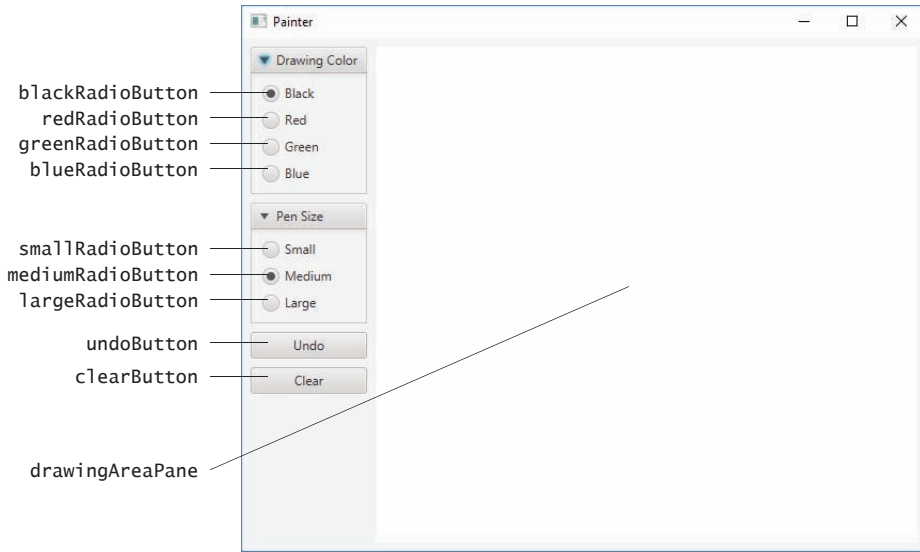 Painter
Drawing Color
blackRadioButton
Black
redRadioButton
Red
greenRadioButton
Green
blueRadioButton
Blue
Pen Size
smallRadioButton
Small
mediumRadioButton
Medium
largeRadioButton
Large
undoButton
Undo
clearButton
Clear
drawingAreaPane